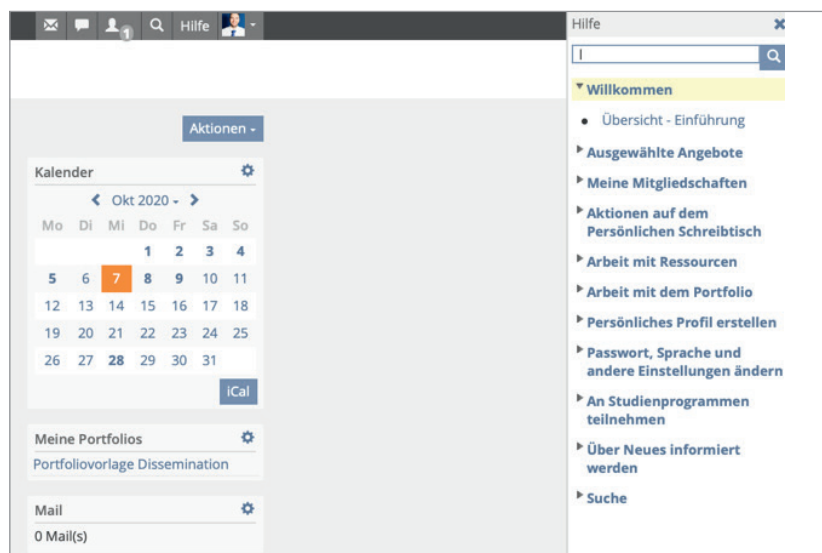 1 Hilfe
Aktionen
Kalender
Okt 2020
Mo Di Mi Do Fr Sa So
1 2 3 4
5 6 7 8 9 10 11
12 13 14 15 16 17 18
19 20 21 22 23 24 25
26 27 28 29 30 31
iCal
Meine Portfolios
Portfoliovorlage Dissemination
Mail
0 Mail(s)
Hilfe
Willkommen
Übersicht - Einführung
Ausgewählte Angebote
Meine Mitgliedschaften
Aktionen auf dem
Persönlichen Schreibtisch
Arbeit mit Ressourcen
Arbeit mit dem Portfolio
Persönliches Profil erstellen
Passwort, Sprache und
andere Einstellungen ändern
An Studienprogrammen
teilnehmen
Über Neues informiert
werden
Suche